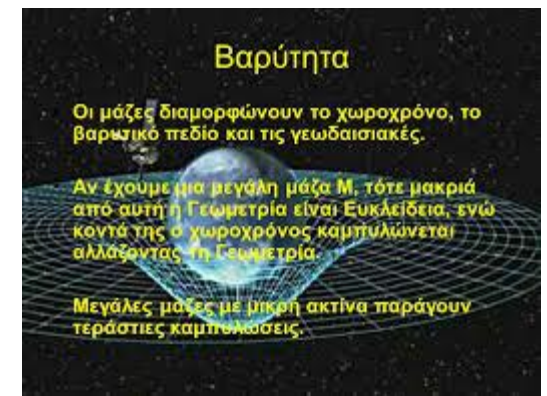 Βαρύτητα
Οι μάζες διαμορφώνουν το χωροχρόνο, το
βαρυτικό πεδίο και τις γεωδαισιακές.
Αν έχουμε μια μεγάλη μάζα Μ, τότε μακριά
από αυτή η Γεωμετρία είναι Ευκλείδεια, ενώ
κοντά της ο χωροχρόνος καμπυλώνεται
αλλάζοντας τη Γεωμετρία.
Μεγάλες μάζες με μικρή ακτίνα παράγουν
τεράστιες καμπυλώσεις.